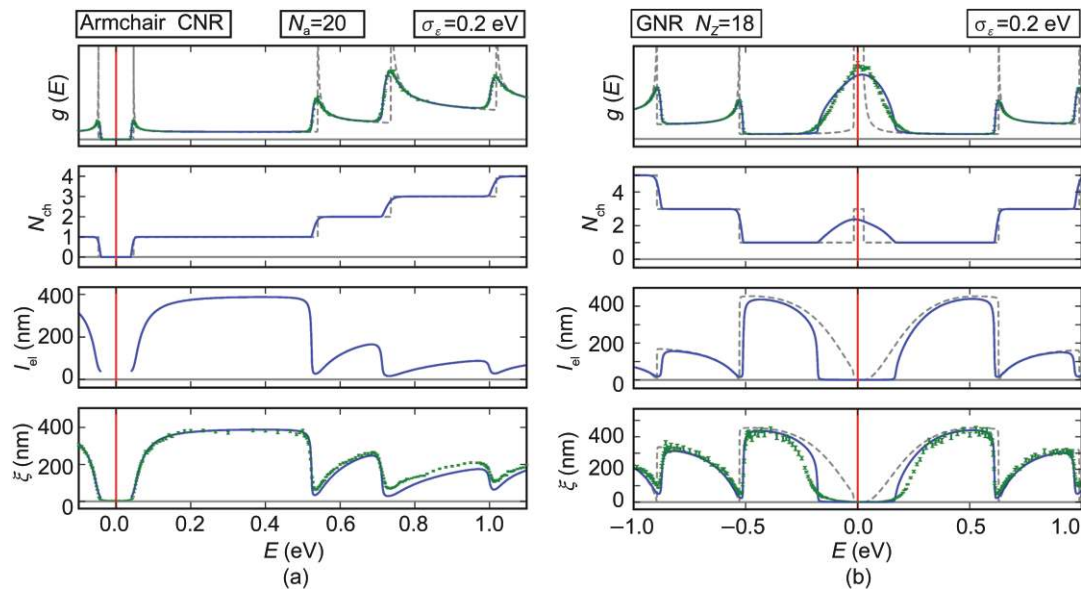 Armchair CNR
Nₐ=20
σ_ε=0.2 eV
g (E)
N_ch
4
3
2
1
0
l_el (nm)
400
200
0
ξ (nm)
400
200
0
0.0 0.2 0.4 0.6 0.8 1.0
E (eV)
(a)
GNR N_Z=18
σ_ε=0.2 eV
g (E)
N_ch
4
2
0
l_el (nm)
400
200
0
ξ (nm)
400
200
0
−1.0 −0.5 0.0 0.5 1.0
E (eV)
(b)